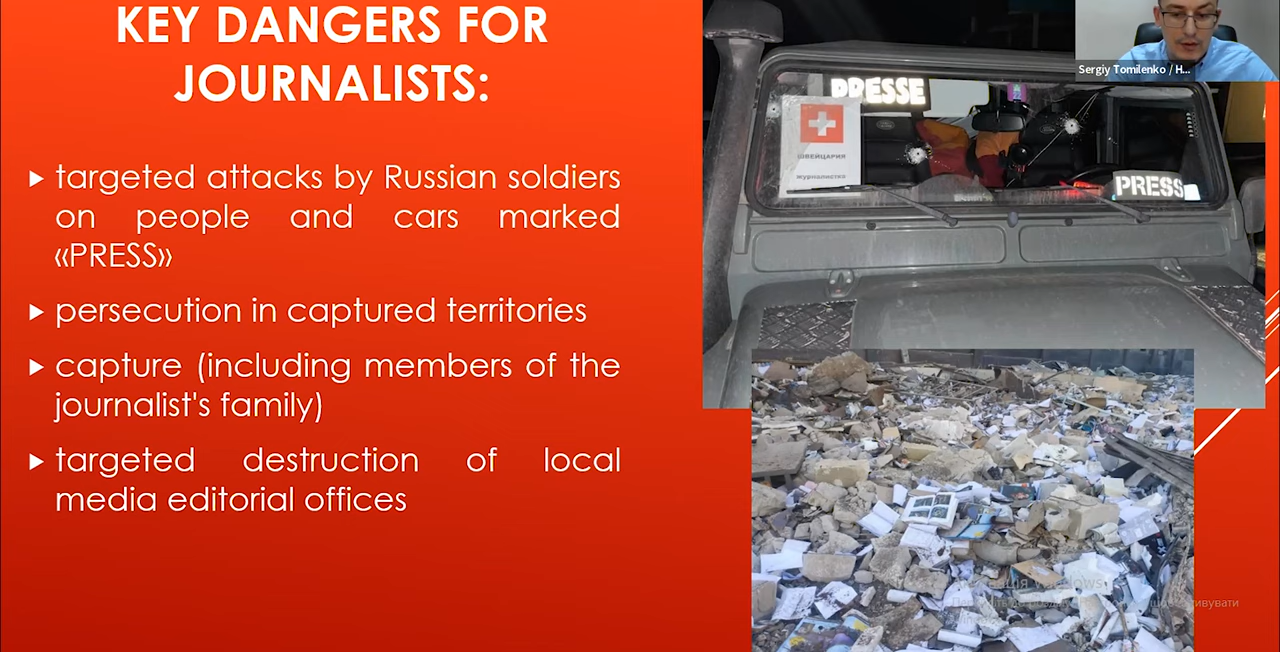 KEY DANGERS FOR
JOURNALISTS:
targeted attacks by Russian soldiers
on people and cars marked
«PRESS»
persecution in captured territories
capture (including members of the
journalist's family)
targeted destruction of local
media editorial offices
PRESSE
ШВЕЙЦАРИЯ
журналистка
PRESS
Sergiy Tomilenko / H...
Windows